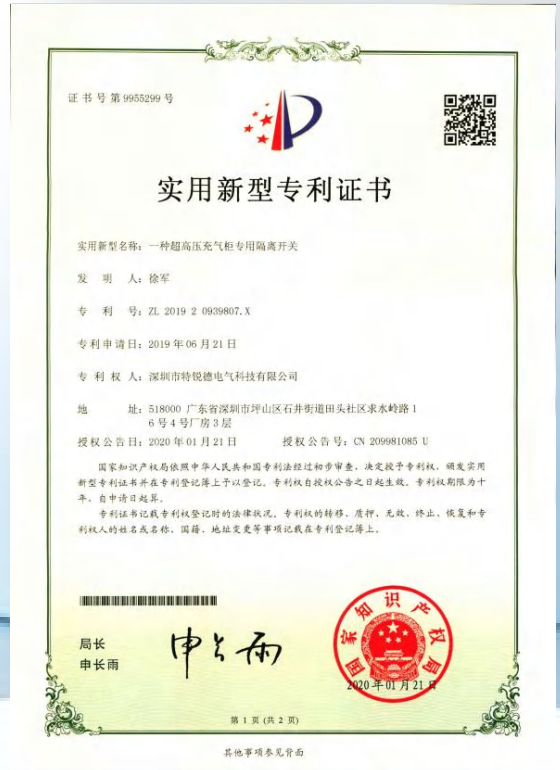 证书号第9955299号
实用新型专利证书
实用新型名称：一种超高压充气柜专用隔离开关
发明人：徐军
专利号：ZL 2019 2 0939807.X
专利申请日：2019年06月21日
专利权人：深圳市特锐德电气科技有限公司
地址：518000 广东省深圳市坪山区石井街道田头社区求水岭路1
6号4号厂房3层
授权公告日：2020年01月21日 授权公告号：CN 209981085 U
国家知识产权局依照中华人民共和国专利法经过初步审查，决定授予专利权，颁发实用
新型专利证书并在专利登记簿上予以登记。专利权自授权公告之日起生效。专利权期限为十
年，自申请日起算。
专利证书记载专利权登记时的法律状况。专利权的转移、质押、无效、终止、恢复和专
利权人的姓名或名称、国籍、地址变更等事项记载在专利登记簿上。
局长
申长雨
申长雨
国家知识产权局
2020年01月21日
第1页(共2页)
其他事项参见背面